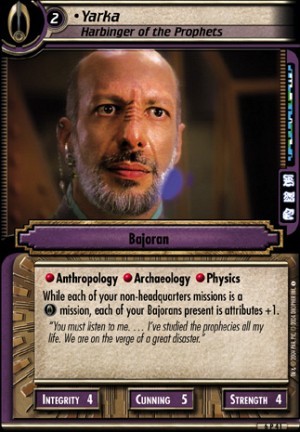 2
• Yarka
Harbinger of the Prophets
Bajoran
• Anthropology • Archaeology • Physics
While each of your non-headquarters missions is a
mission, each of your Bajorans present is attributes +1.
"You must listen to me. … I've studied the prophecies all my
life. We are on the verge of a great disaster."
INTEGRITY 4 CUNNING 5 STRENGTH 4